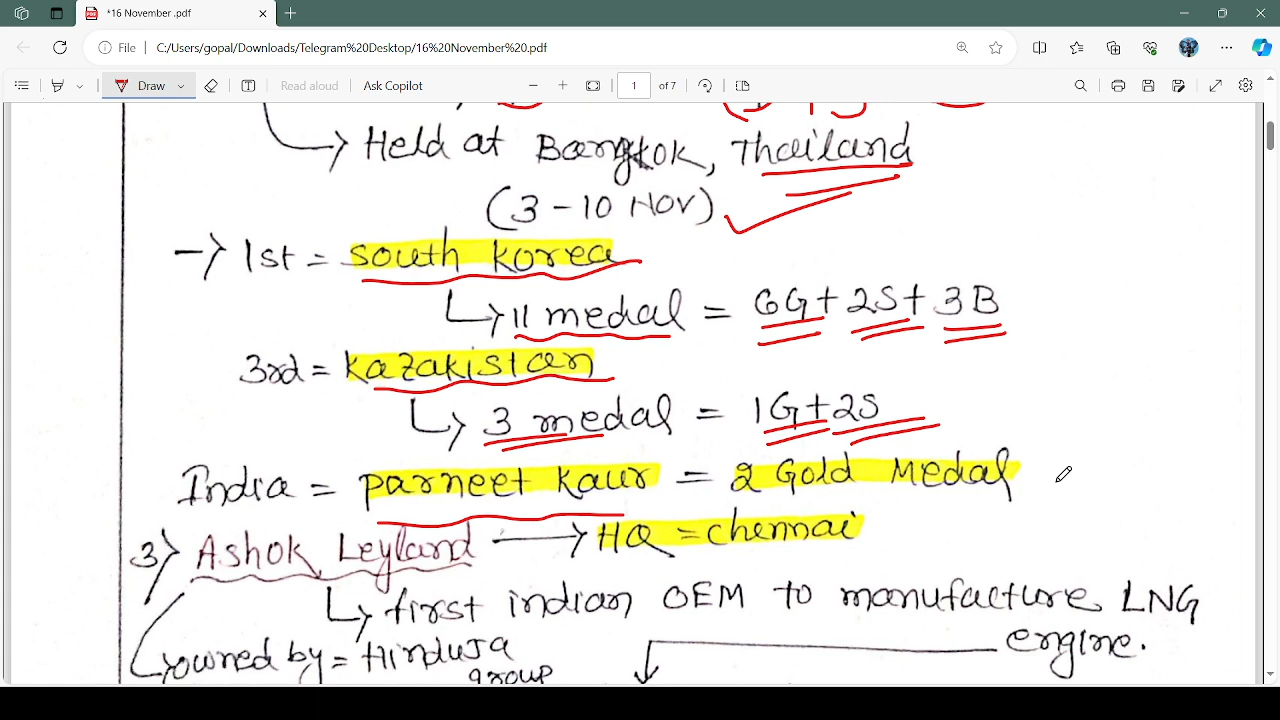 *16 November .pdf
File C:/Users/gopal/Downloads/Telegram%20Desktop/16%20November%20.pdf
Draw Read aloud Ask Copilot 1 of 7
Held at Bangkok, Thailand
(3 - 10 Nov)
→ 1st = south korea
↳ 11 medal = 6G + 2S + 3B
3rd = kazakistan
↳ 3 medal = 1G + 2S
India = parneet kaur = 2 Gold Medal
3) Ashok Leyland → HQ = chennai
↳ first indian OEM to manufacture LNG
engine.
owned by = Hinduja
group